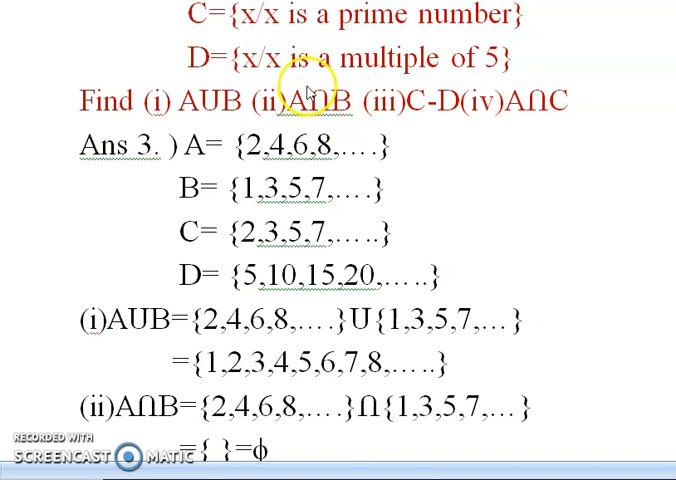 C={x/x is a prime number}
D={x/x is a multiple of 5}
Find (i) AUB (ii)A∩B (iii)C-D(iv)A∩C
Ans 3. ) A= {2,4,6,8,….}
B= {1,3,5,7,….}
C= {2,3,5,7,…..}
D= {5,10,15,20,…..}
(i)AUB={2,4,6,8,….}U{1,3,5,7,…}
={1,2,3,4,5,6,7,8,…..}
(ii)A∩B={2,4,6,8,….}∩{1,3,5,7,…}
={ }=ϕ
RECORDED WITH
SCREENCAST MATIC